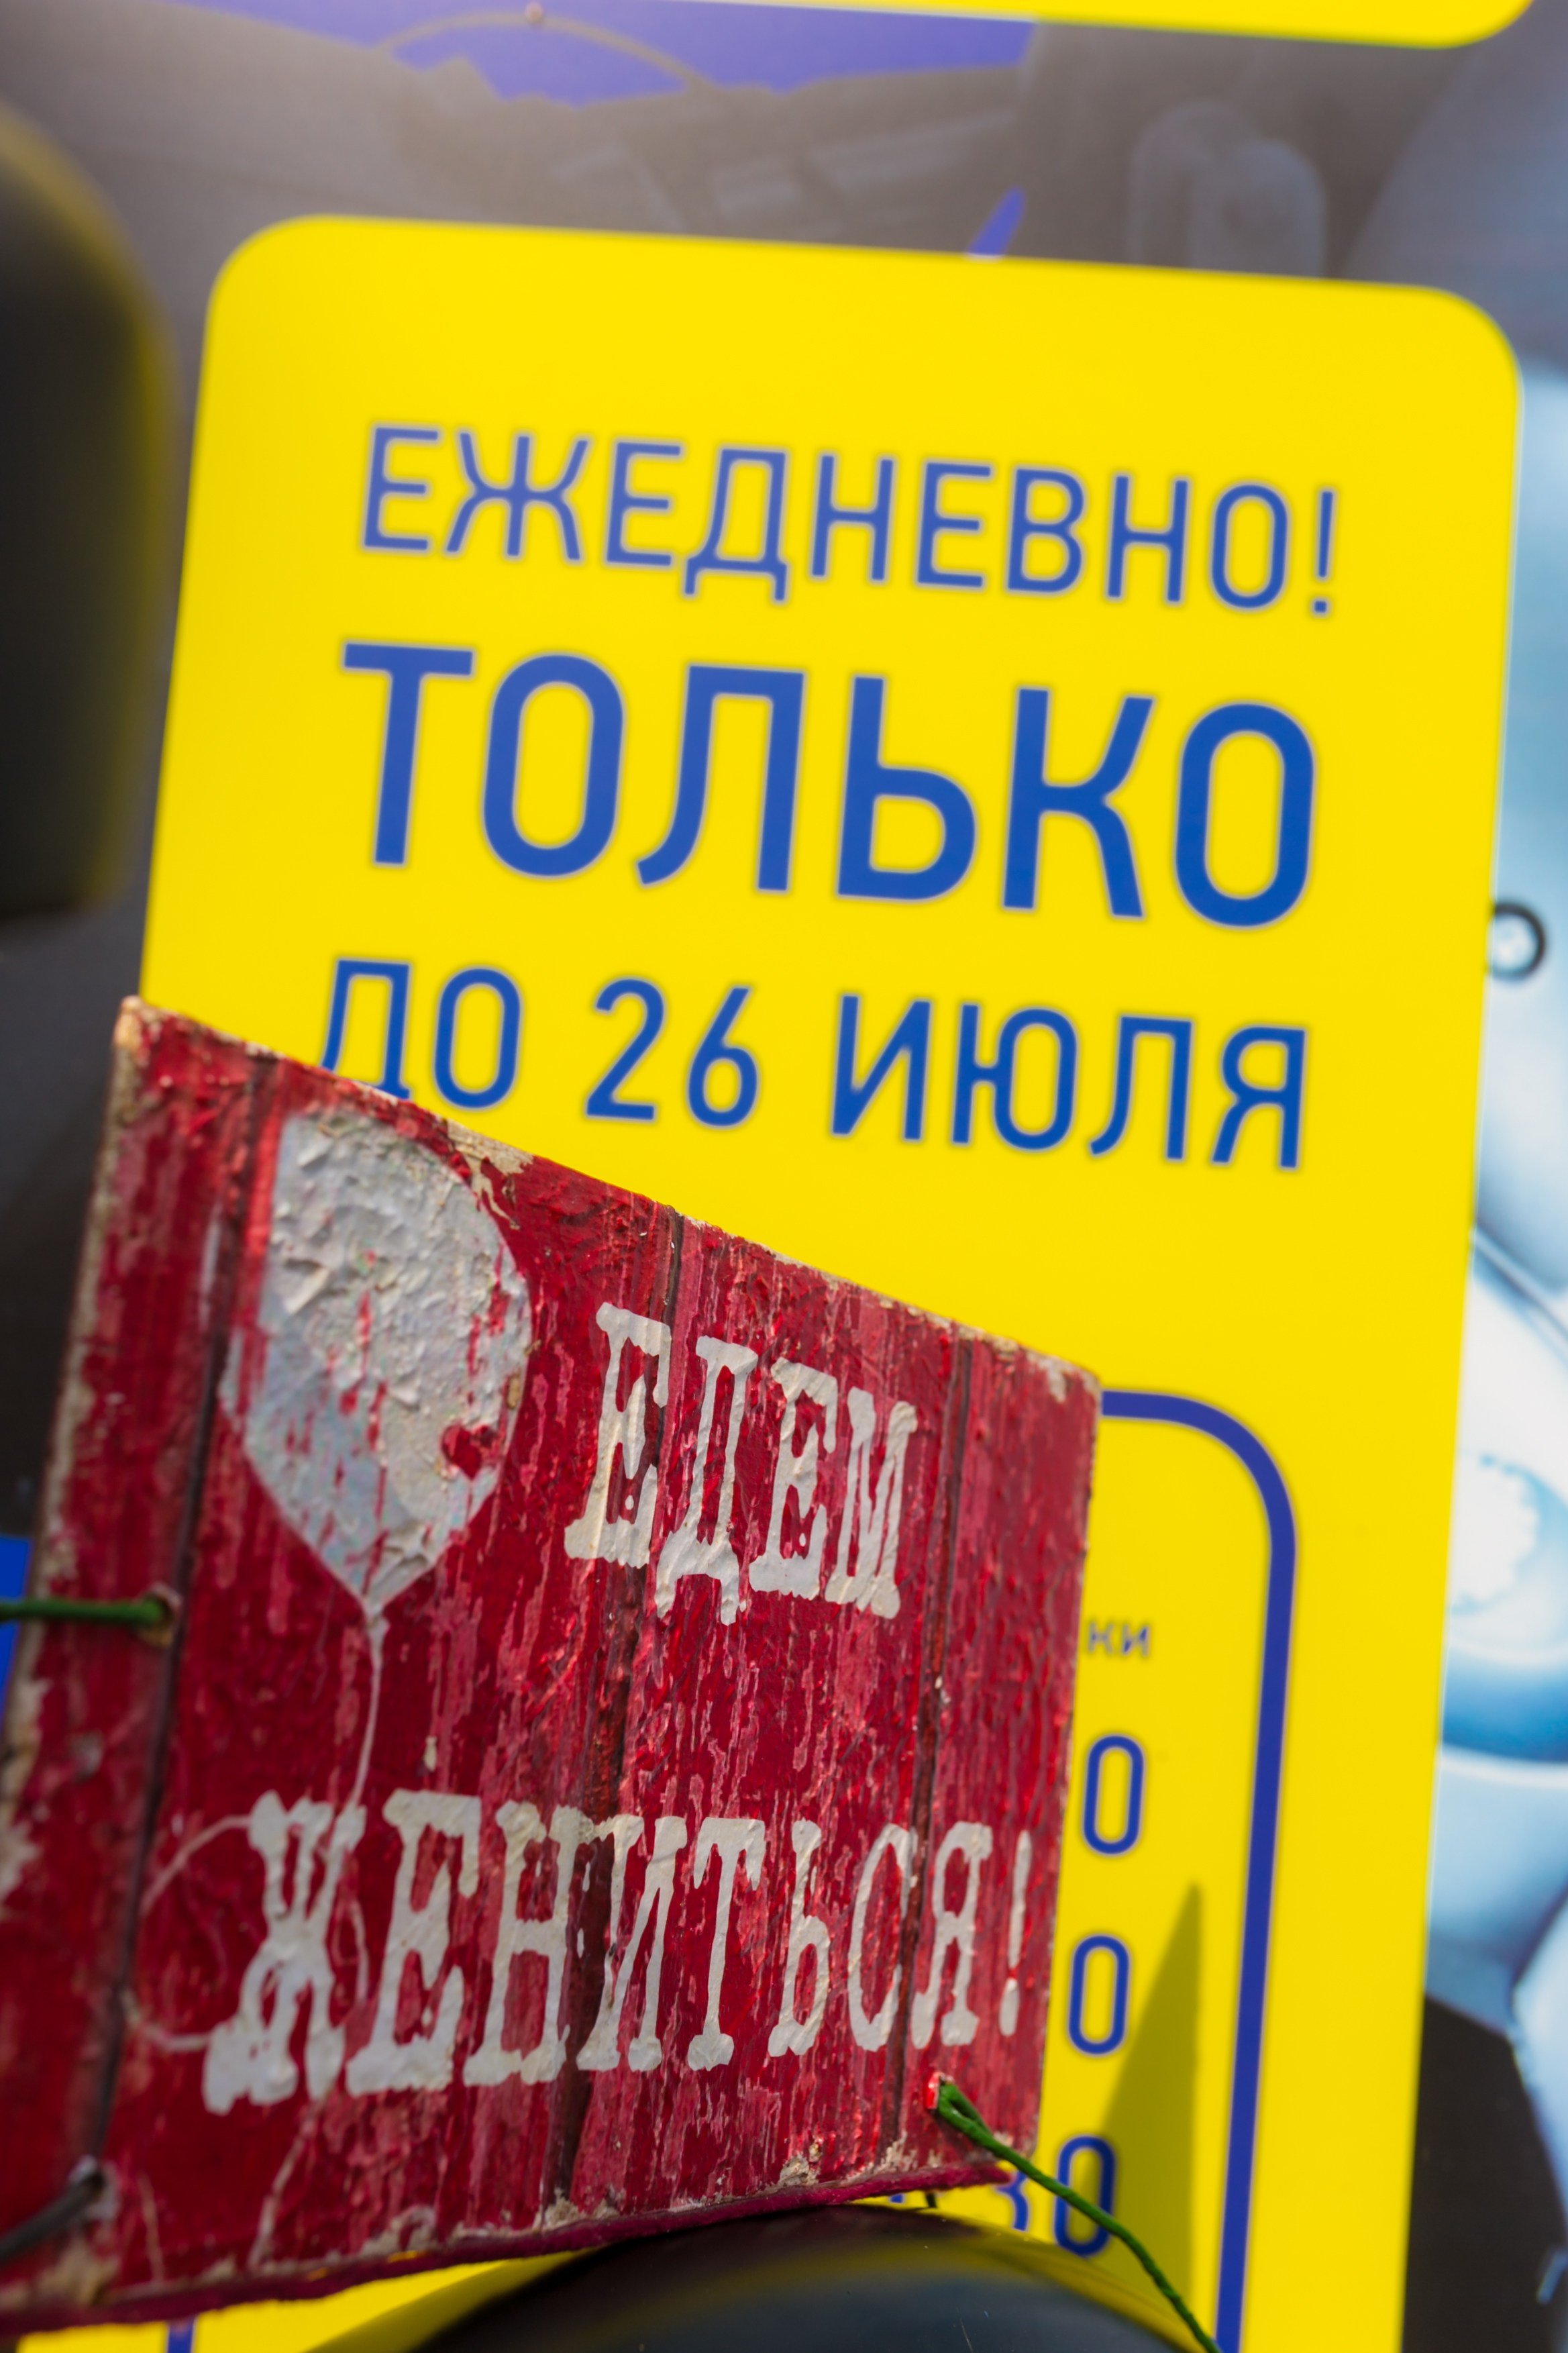 ЕЖЕДНЕВНО!
ТОЛЬКО
ДО 26 ИЮЛЯ
ЕДЕМ
ЖЕНИТЬСЯ!